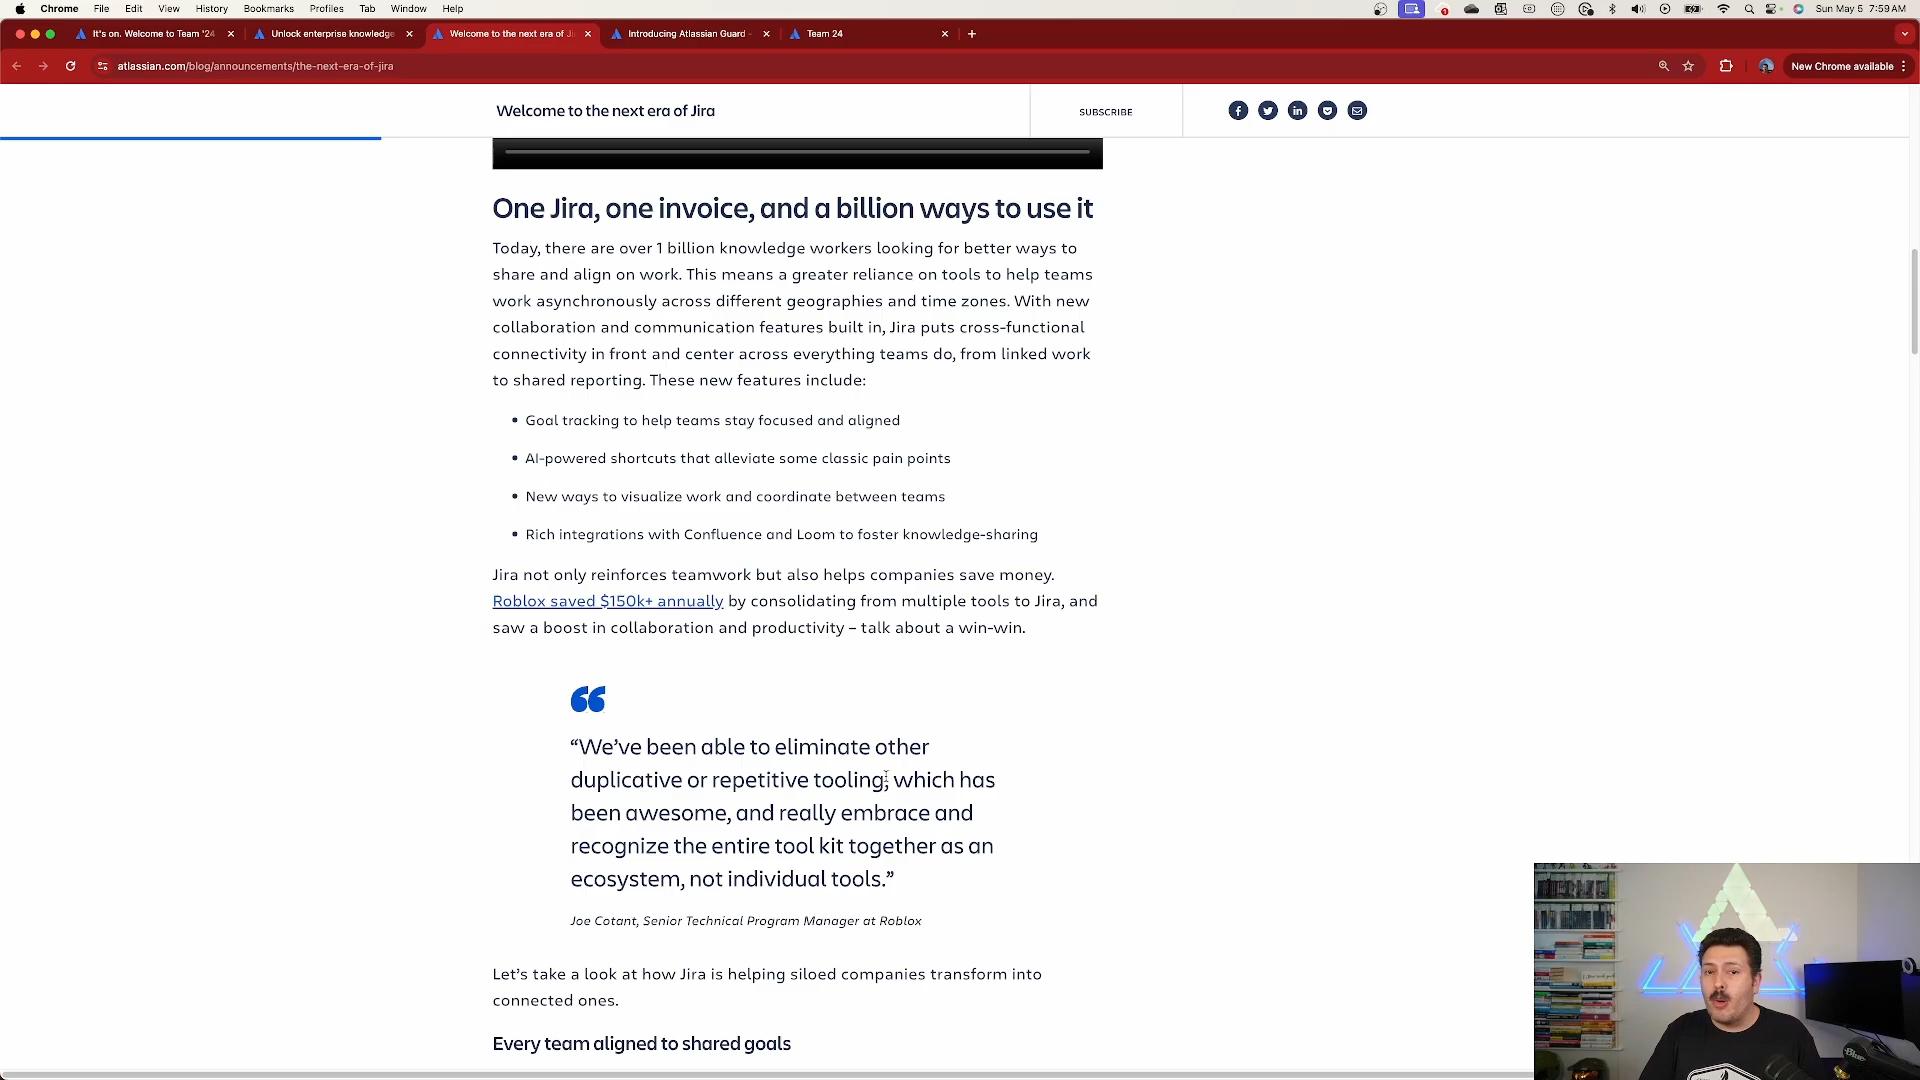 Chrome File Edit View History Bookmarks Profiles Tab Window Help
Sun May 5 7:59 AM
It's on. Welcome to Team '24
Unlock enterprise knowledge
Welcome to the next era of Ji
Introducing Atlassian Guard -
Team 24
atlassian.com/blog/announcements/the-next-era-of-jira
New Chrome available
Welcome to the next era of Jira
SUBSCRIBE
One Jira, one invoice, and a billion ways to use it
Today, there are over 1 billion knowledge workers looking for better ways to
share and align on work. This means a greater reliance on tools to help teams
work asynchronously across different geographies and time zones. With new
collaboration and communication features built in, Jira puts cross-functional
connectivity in front and center across everything teams do, from linked work
to shared reporting. These new features include:
• Goal tracking to help teams stay focused and aligned
• AI-powered shortcuts that alleviate some classic pain points
• New ways to visualize work and coordinate between teams
• Rich integrations with Confluence and Loom to foster knowledge-sharing
Jira not only reinforces teamwork but also helps companies save money.
Roblox saved $150k+ annually by consolidating from multiple tools to Jira, and
saw a boost in collaboration and productivity – talk about a win-win.
“We’ve been able to eliminate other
duplicative or repetitive tooling, which has
been awesome, and really embrace and
recognize the entire tool kit together as an
ecosystem, not individual tools.”
Joe Cotant, Senior Technical Program Manager at Roblox
Let’s take a look at how Jira is helping siloed companies transform into
connected ones.
Every team aligned to shared goals
Blue